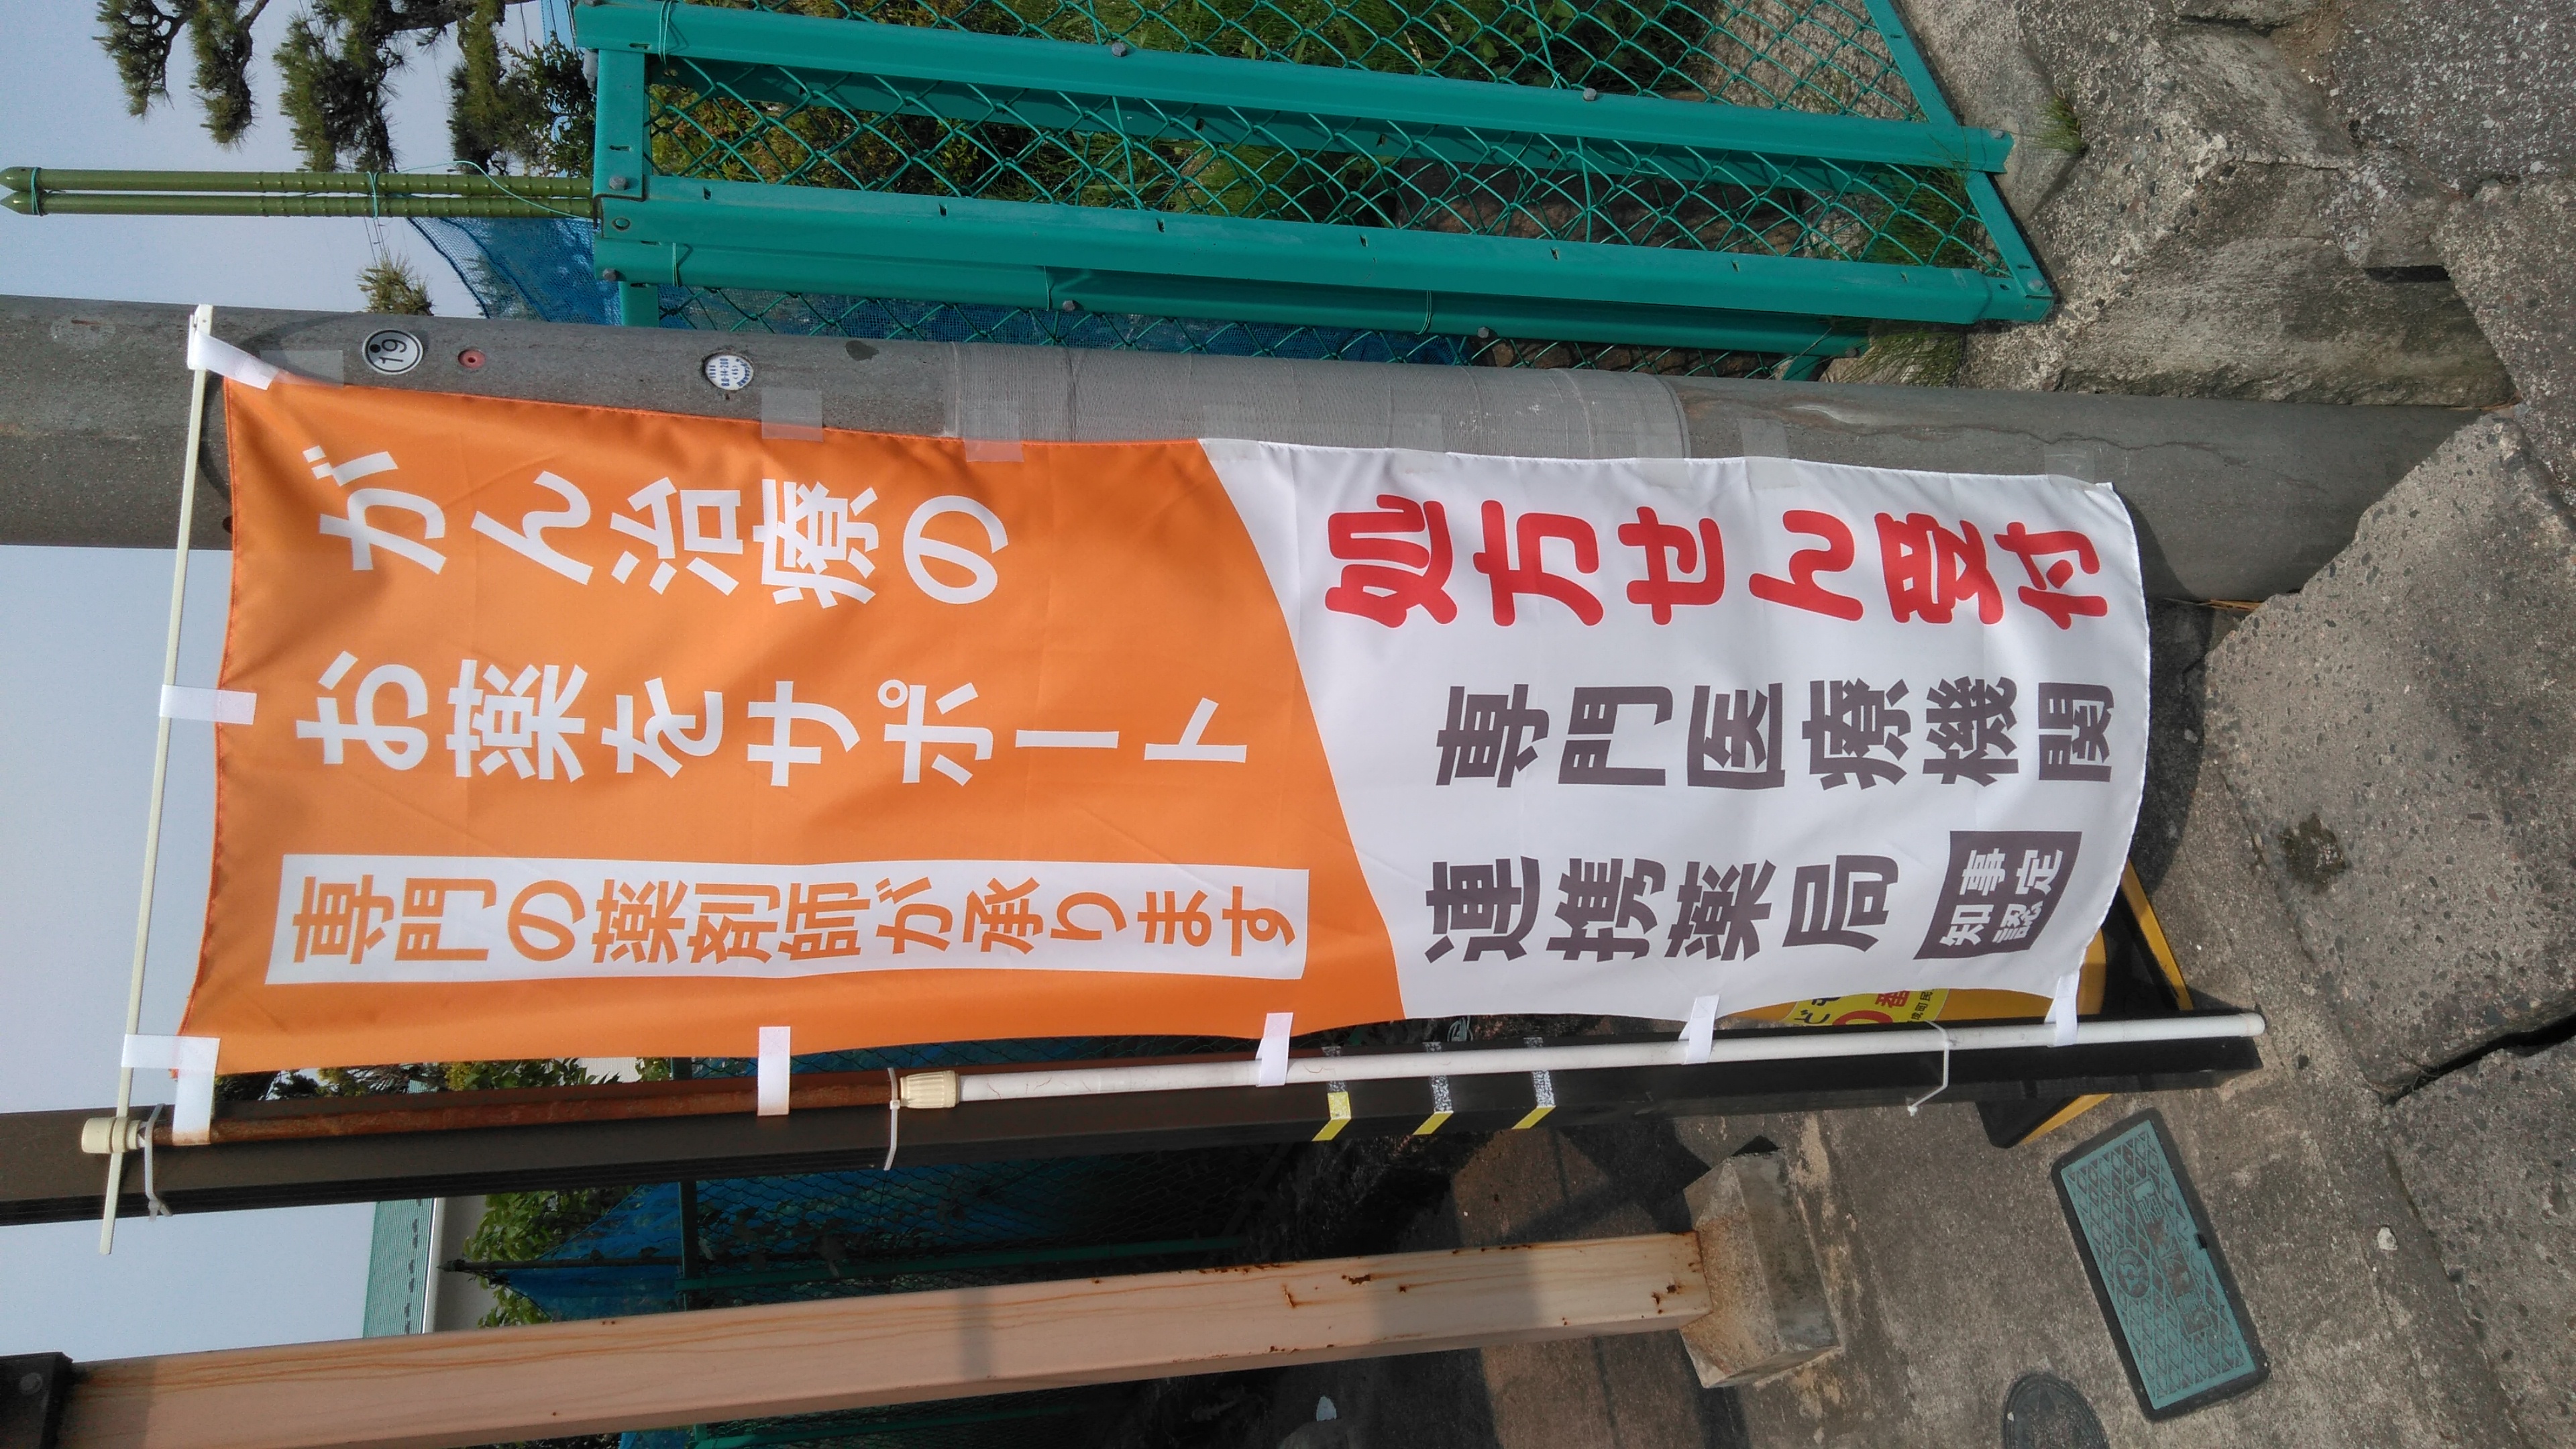 がん治療の
お薬をサポート
専門の薬剤師が承ります
処方せん受付
専門医療機関
連携薬局
知事
認定
19